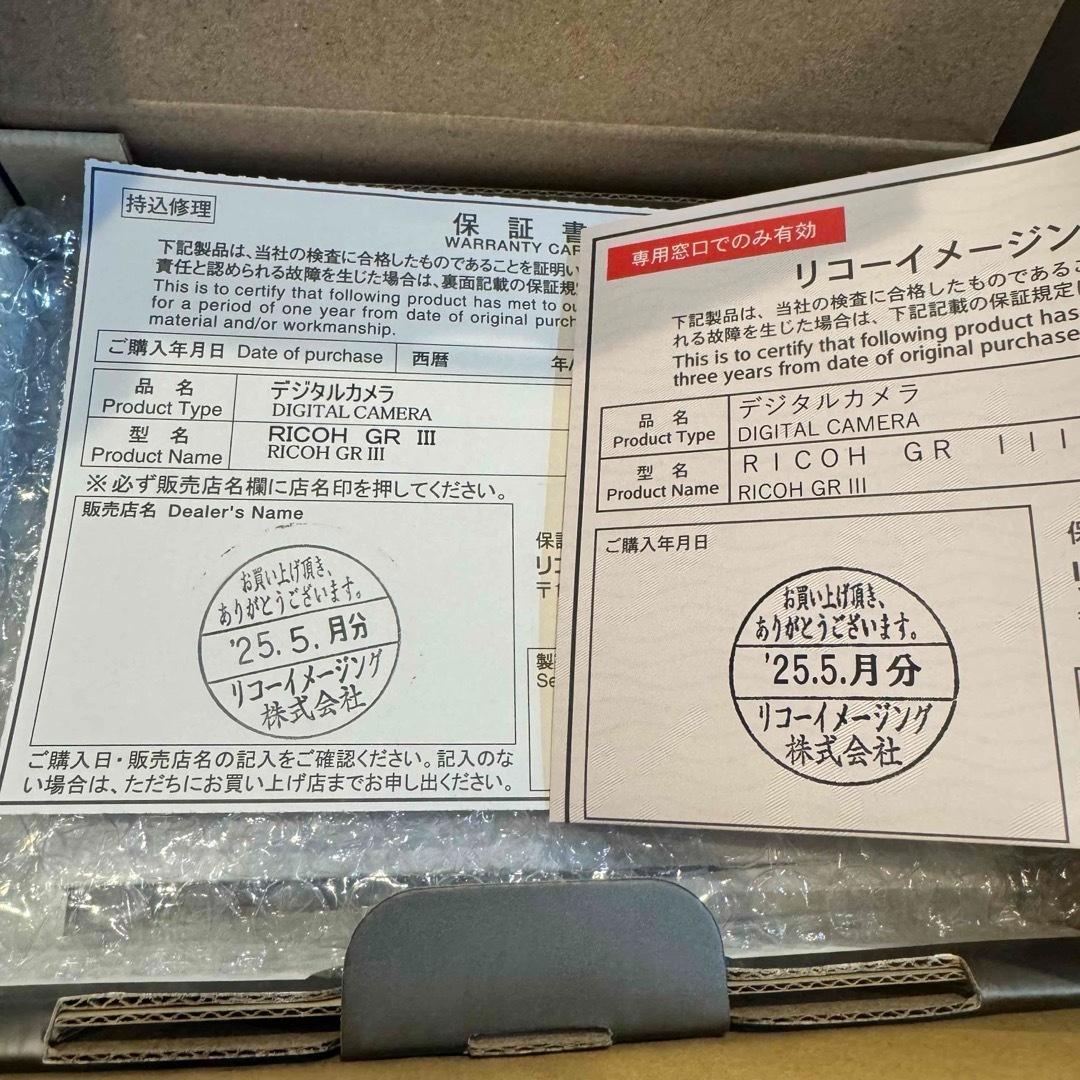 持込修理
保証書
WARRANTY CAR
下記製品は、当社の検査に合格したものであることを証明い
責任と認められる故障を生じた場合は、裏面記載の保証規定
This is to certify that following product has met to ou
for a period of one year from date of original purch
material and/or workmanship.
ご購入年月日 Date of purchase 西暦 年/
品 名 デジタルカメラ
Product Type DIGITAL CAMERA
型 名 RICOH GR III
Product Name RICOH GR III
※必ず販売店名欄に店名印を押してください。
販売店名 Dealer's Name
お買い上げ頂き、
ありがとうございます。
'25.5.月分
リコーイメージング
株式会社
ご購入日・販売店名の記入をご確認ください。記入のな
い場合は、ただちにお買い上げ店までお申し出ください。
保証
リコ
〒1
製
Se
専用窓口でのみ有効
リコーイメージン
下記製品は、当社の検査に合格したものであるこ
れる故障を生じた場合は、下記記載の保証規定に
This is to certify that following product has
three years from date of original purchase
品 名 デジタルカメラ
Product Type DIGITAL CAMERA
型 名 RICOH GR III
Product Name RICOH GR III
ご購入年月日
お買い上げ頂き、
ありがとうございます。
'25.5.月分
リコーイメージング
株式会社